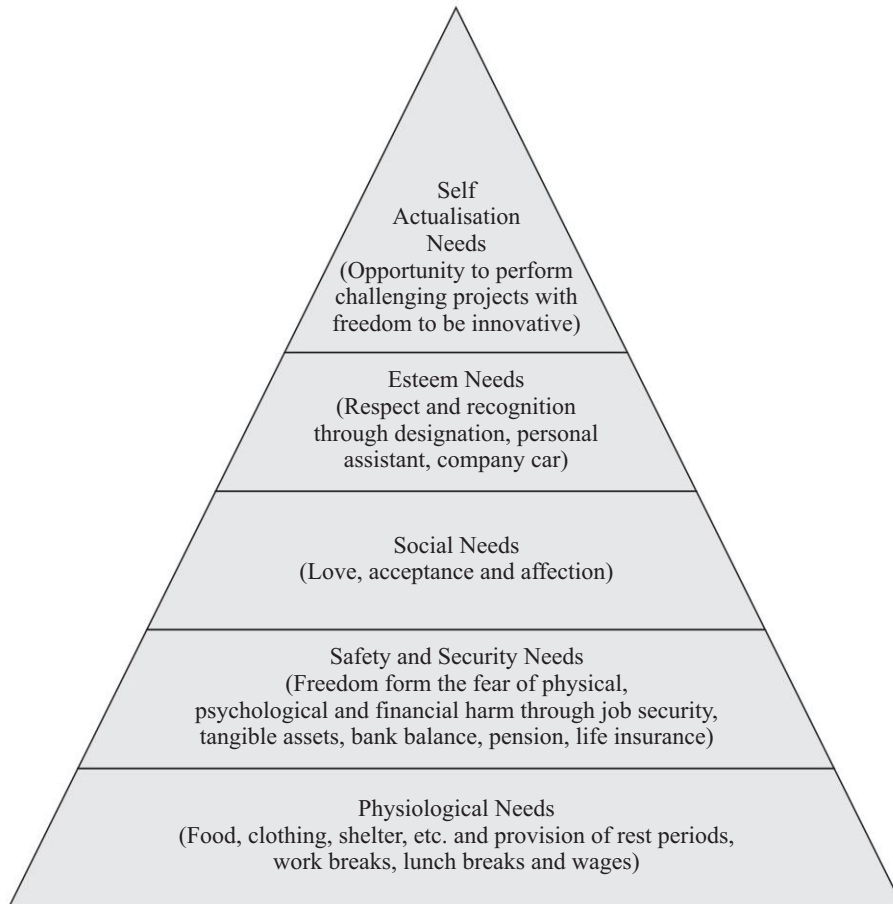 Self
Actualisation
Needs
(Opportunity to perform
challenging projects with
freedom to be innovative)
Esteem Needs
(Respect and recognition
through designation, personal
assistant, company car)
Social Needs
(Love, acceptance and affection)
Safety and Security Needs
(Freedom form the fear of physical,
psychological and financial harm through job security,
tangible assets, bank balance, pension, life insurance)
Physiological Needs
(Food, clothing, shelter, etc. and provision of rest periods,
work breaks, lunch breaks and wages)